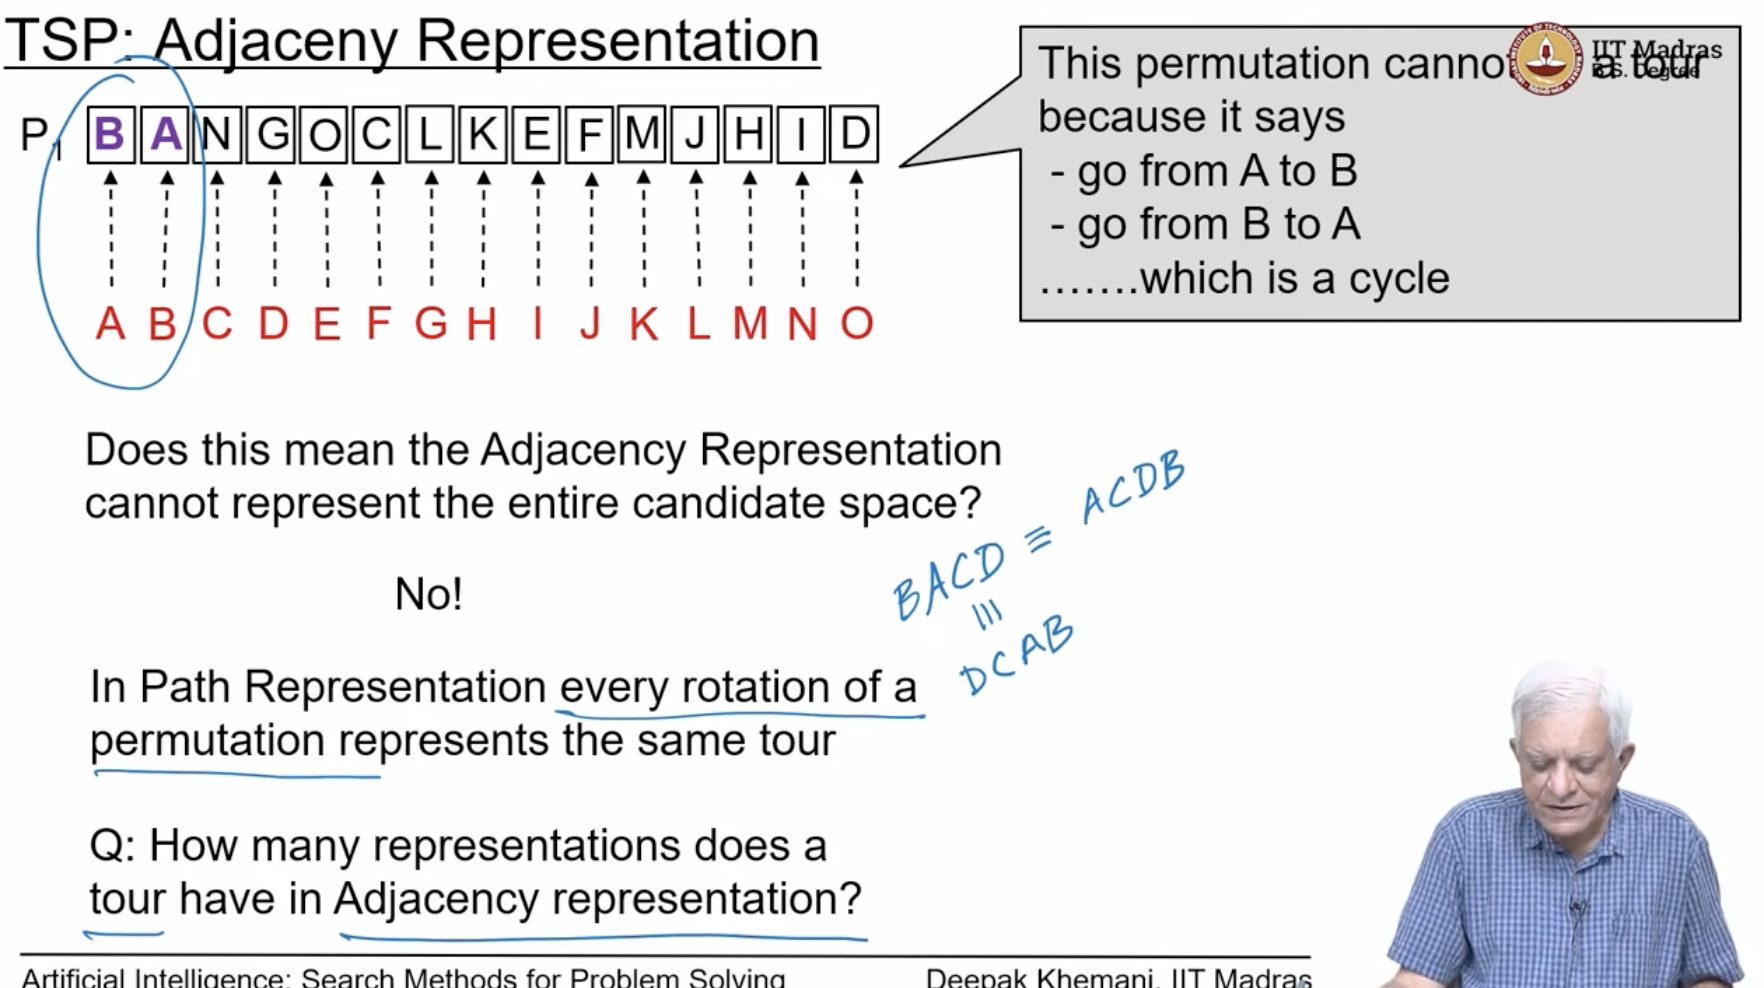 TSP: Adjaceny Representation
P1 B A N G O C L K E F M J H I D
A B C D E F G H I J K L M N O
This permutation canno a tour
because it says
- go from A to B
- go from B to A
.......which is a cycle
IIT Madras
B.S. Degree
Does this mean the Adjacency Representation
cannot represent the entire candidate space?
No!
BACD ≡ ACDB
≡
DCAB
In Path Representation every rotation of a
permutation represents the same tour
Q: How many representations does a
tour have in Adjacency representation?
Artificial Intelligence: Search Methods for Problem Solving
Deepak Khemani, IIT Madras